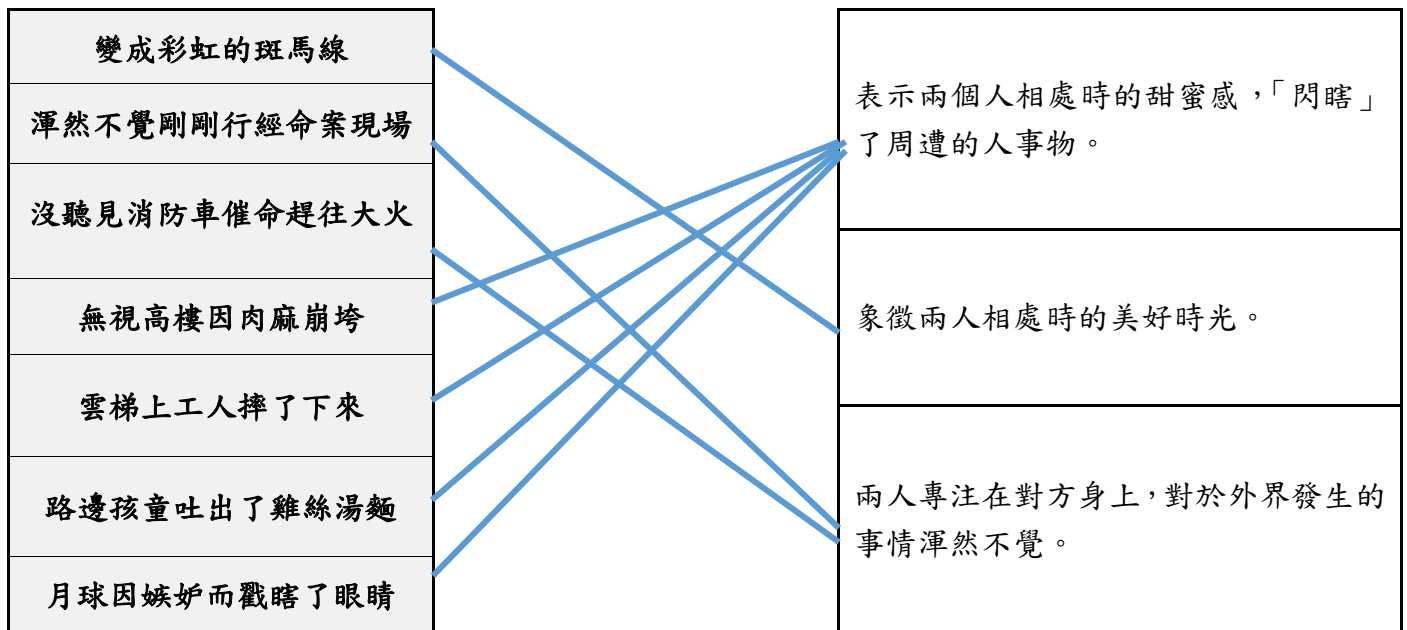 變成彩虹的斑馬線
渾然不覺剛剛行經命案現場
沒聽見消防車催命趕往大火
無視高樓因肉麻崩垮
雲梯上工人摔了下來
路邊孩童吐出了雞絲湯麵
月球因嫉妒而戳瞎了眼睛
表示兩個人相處時的甜蜜感，「閃瞎」
了周遭的人事物。
象徵兩人相處時的美好時光。
兩人專注在對方身上，對於外界發生的
事情渾然不覺。